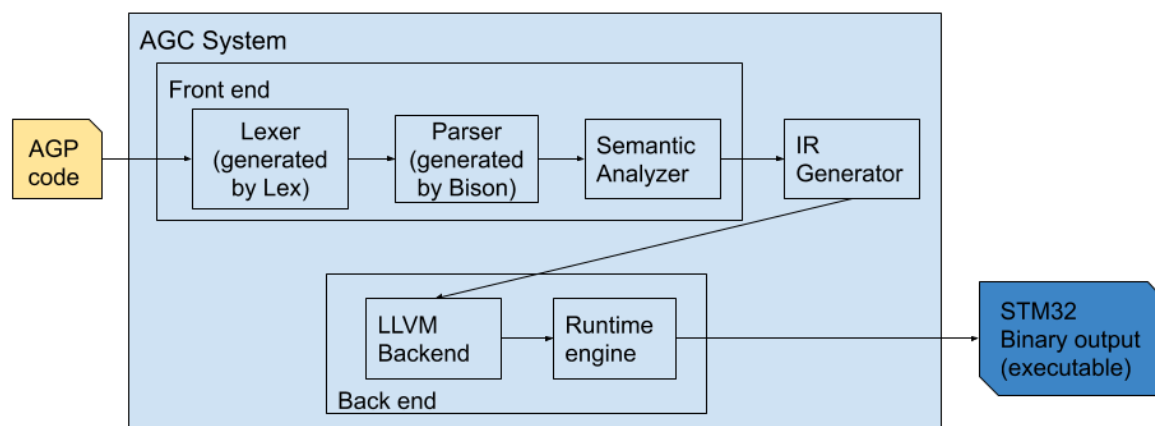 AGC System
Front end
AGP
code
Lexer
(generated
by Lex)
Parser
(generated
by Bison)
Semantic
Analyzer
IR
Generator
LLVM
Backend
Runtime
engine
Back end
STM32
Binary output
(executable)